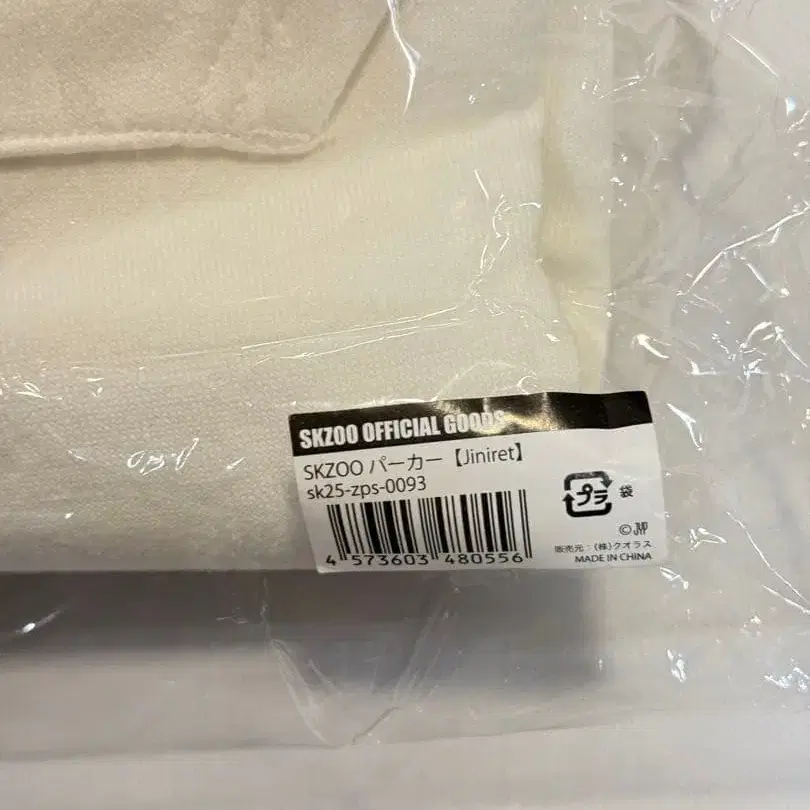 SKZOO OFFICIAL GOODS
SKZOO パーカー【Jiniret】
sk25-zps-0093
プラ 袋
4 573603 480556
© JYP
販売元：(株)クオラス
MADE IN CHINA